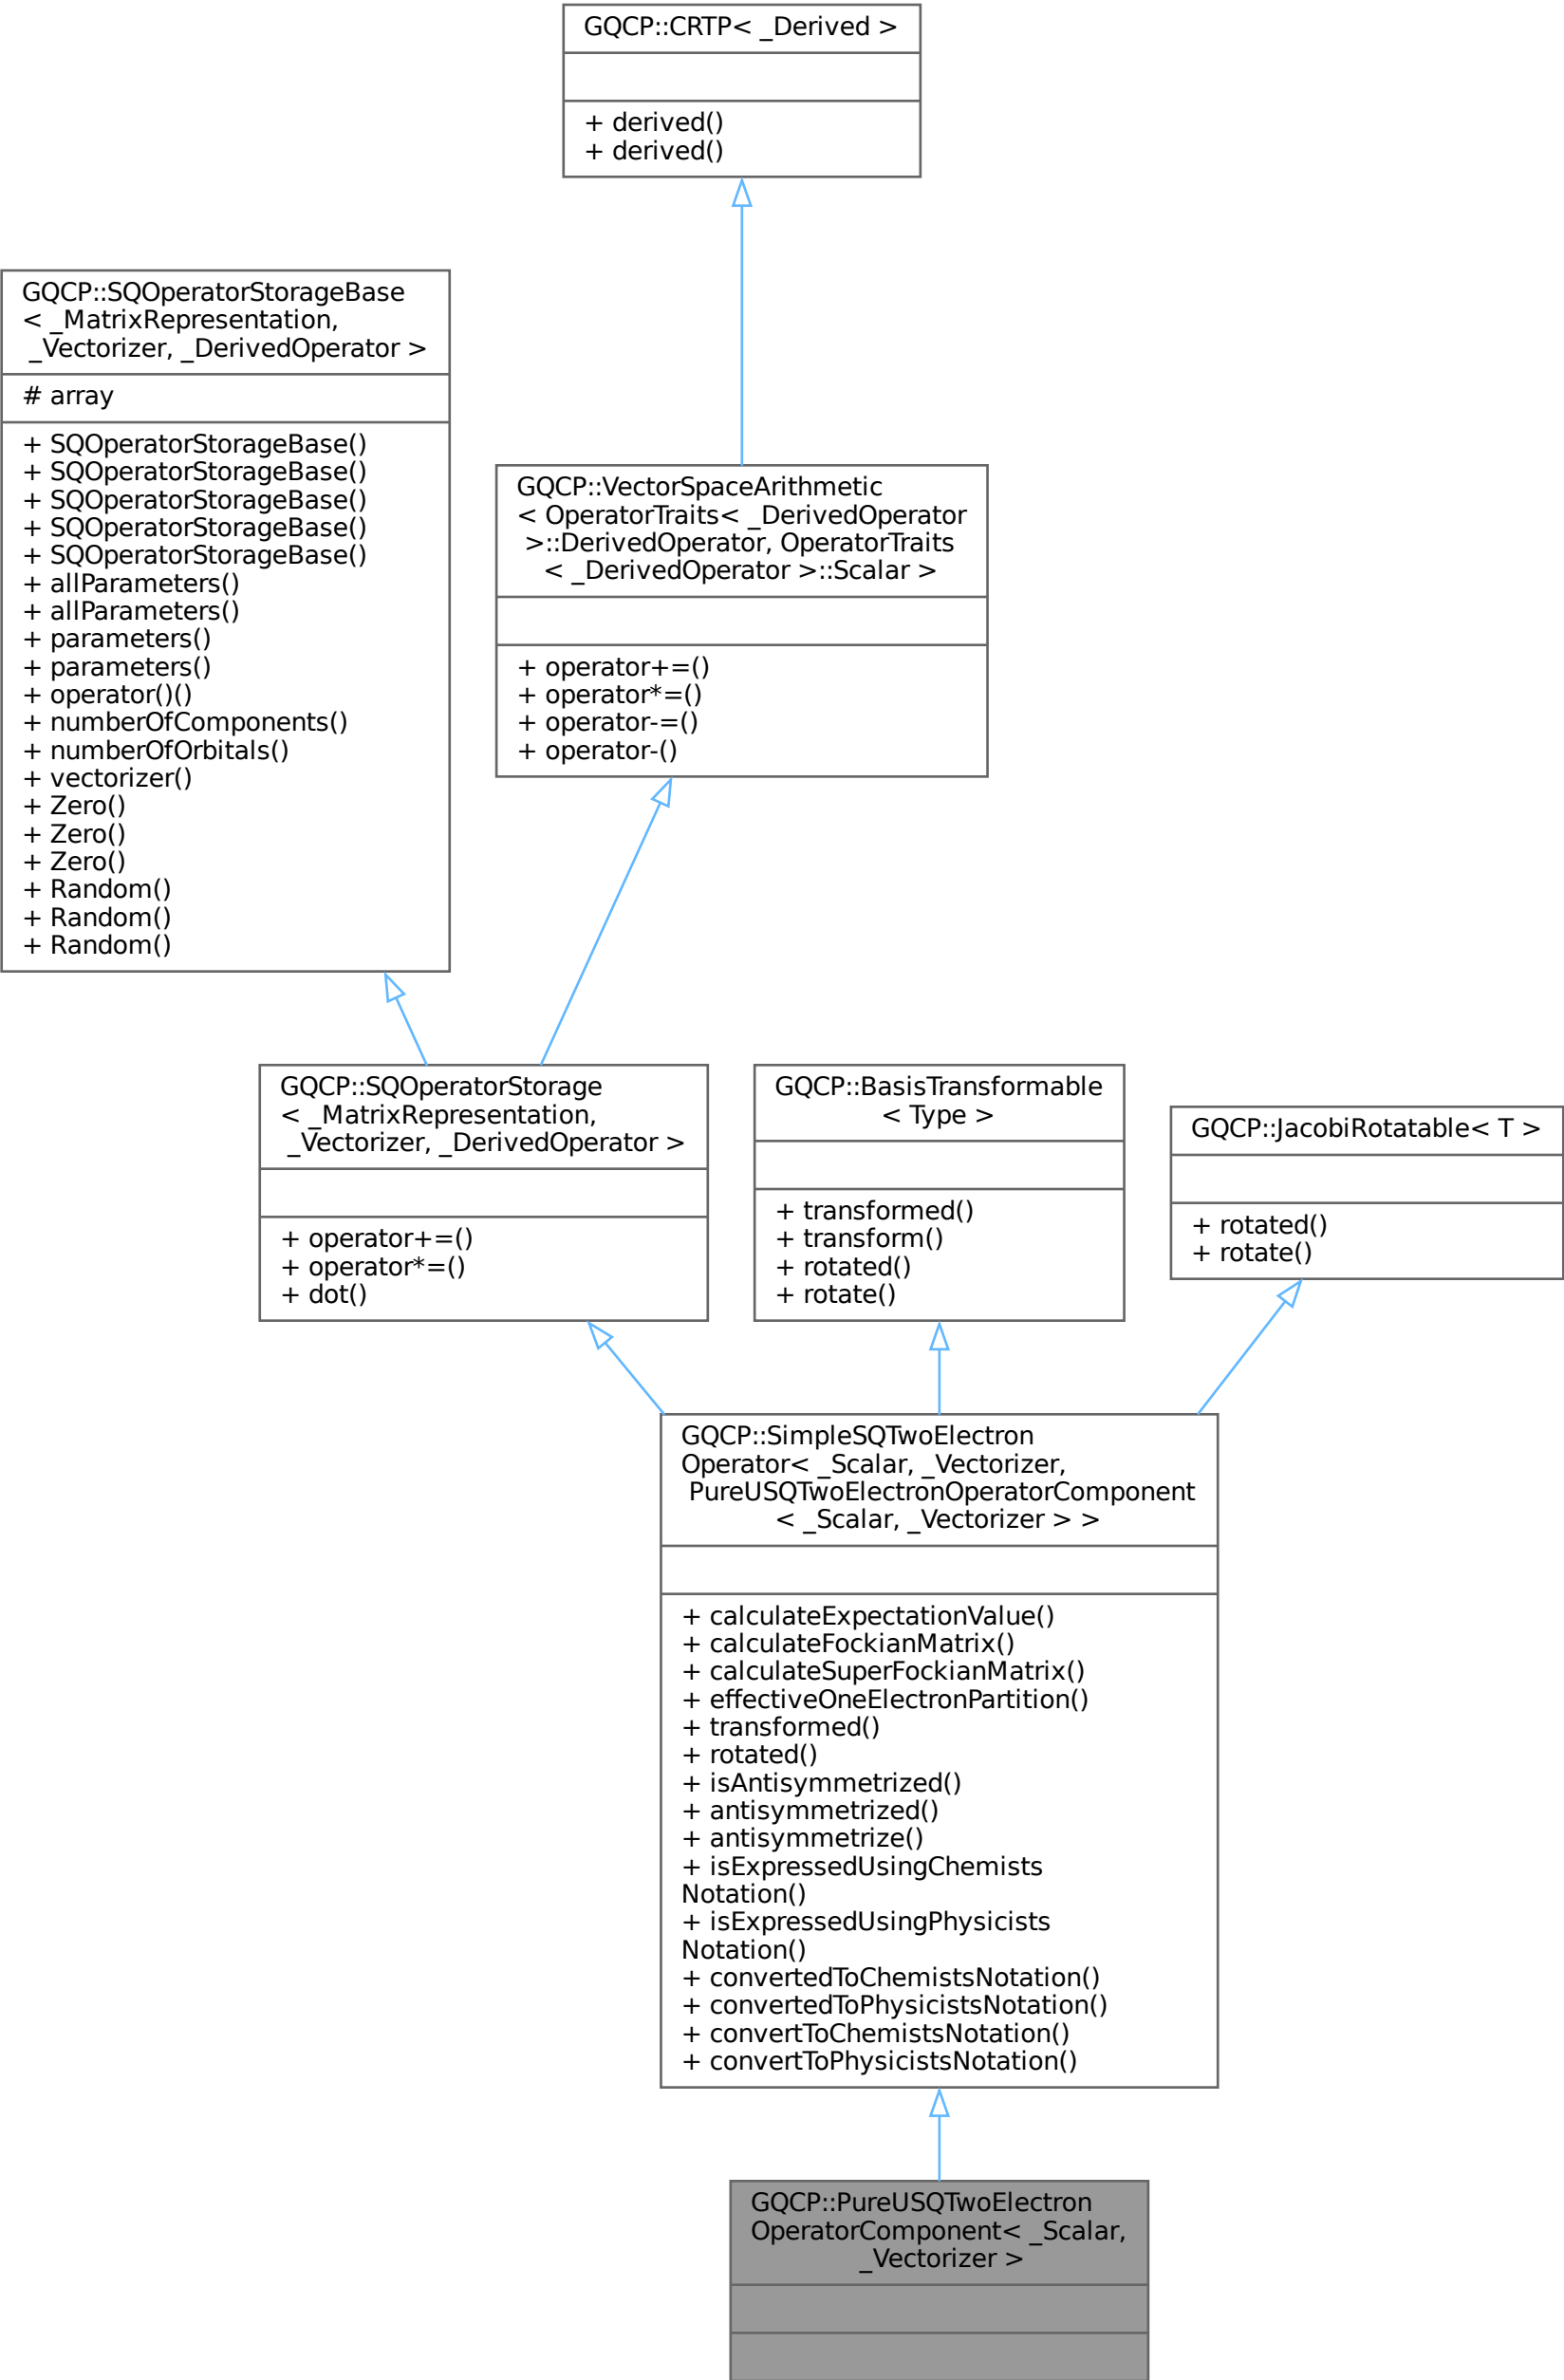 GQCP::CRTP< _Derived >
+ derived()
+ derived()
GQCP::SQOperatorStorageBase
< _MatrixRepresentation,
_Vectorizer, _DerivedOperator >
# array
+ SQOperatorStorageBase()
+ SQOperatorStorageBase()
+ SQOperatorStorageBase()
+ SQOperatorStorageBase()
+ SQOperatorStorageBase()
+ allParameters()
+ allParameters()
+ parameters()
+ parameters()
+ operator()()
+ numberOfComponents()
+ numberOfOrbitals()
+ vectorizer()
+ Zero()
+ Zero()
+ Zero()
+ Random()
+ Random()
+ Random()
GQCP::VectorSpaceArithmetic
< OperatorTraits< _DerivedOperator
>::DerivedOperator, OperatorTraits
< _DerivedOperator >::Scalar >
+ operator+=()
+ operator*=()
+ operator-=()
+ operator-()
GQCP::SQOperatorStorage
< _MatrixRepresentation,
_Vectorizer, _DerivedOperator >
+ operator+=()
+ operator*=()
+ dot()
GQCP::BasisTransformable
< Type >
+ transformed()
+ transform()
+ rotated()
+ rotate()
GQCP::JacobiRotatable< T >
+ rotated()
+ rotate()
GQCP::SimpleSQTwoElectron
Operator< _Scalar, _Vectorizer,
PureUSQTwoElectronOperatorComponent
< _Scalar, _Vectorizer > >
+ calculateExpectationValue()
+ calculateFockianMatrix()
+ calculateSuperFockianMatrix()
+ effectiveOneElectronPartition()
+ transformed()
+ rotated()
+ isAntisymmetrized()
+ antisymmetrized()
+ antisymmetrize()
+ isExpressedUsingChemists
Notation()
+ isExpressedUsingPhysicists
Notation()
+ convertedToChemistsNotation()
+ convertedToPhysicistsNotation()
+ convertToChemistsNotation()
+ convertToPhysicistsNotation()
GQCP::PureUSQTwoElectron
OperatorComponent< _Scalar,
_Vectorizer >